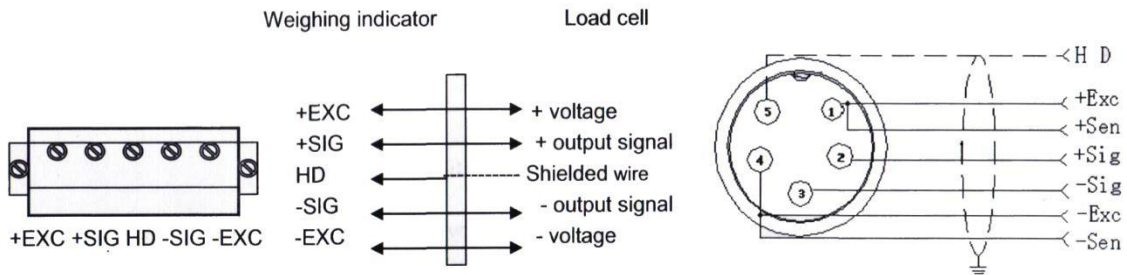 Weighing indicator Load cell
+EXC + voltage
+SIG + output signal
HD Shielded wire
-SIG - output signal
-EXC - voltage
+EXC +SIG HD -SIG -EXC
5 1
4 2
3
H D
+Exc
+Sen
+Sig
-Sig
-Exc
-Sen